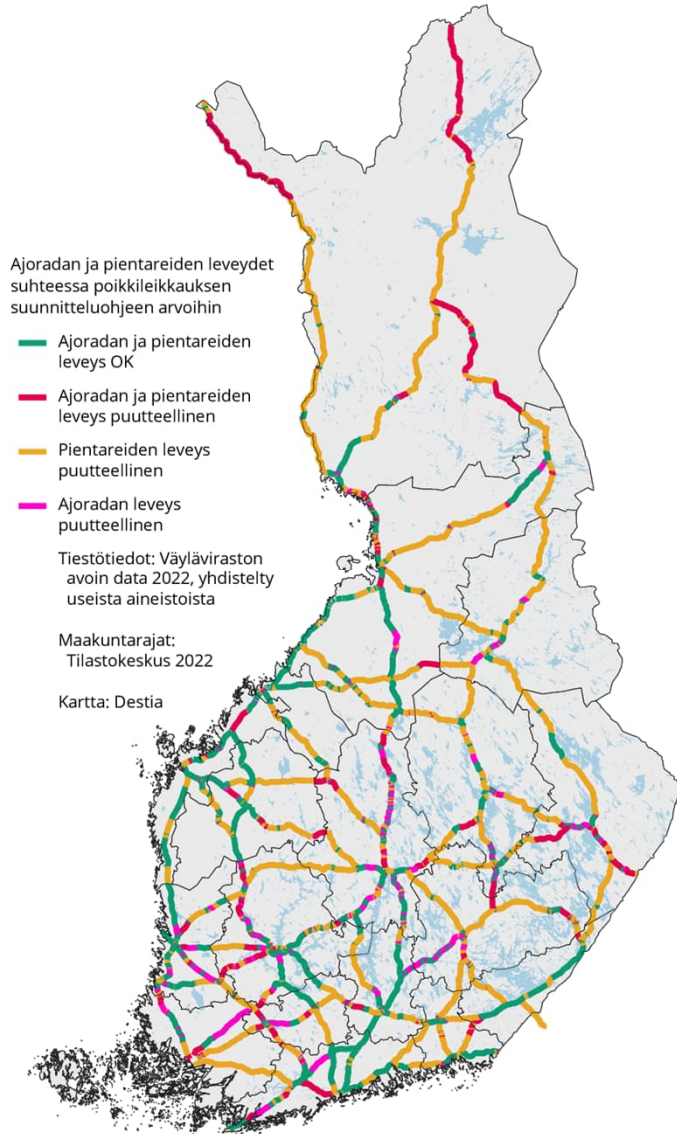 Ajoradan ja pientareiden leveydet
suhteessa poikkileikkauksen
suunnitteluohjeen arvoihin
Ajoradan ja pientareiden
leveys OK
Ajoradan ja pientareiden
leveys puutteellinen
Pientareiden leveys
puutteellinen
Ajoradan leveys
puutteellinen
Tiestötiedot: Väyläviraston
avoin data 2022, yhdistelty
useista aineistoista
Maakuntarajat:
Tilastokeskus 2022
Kartta: Destia